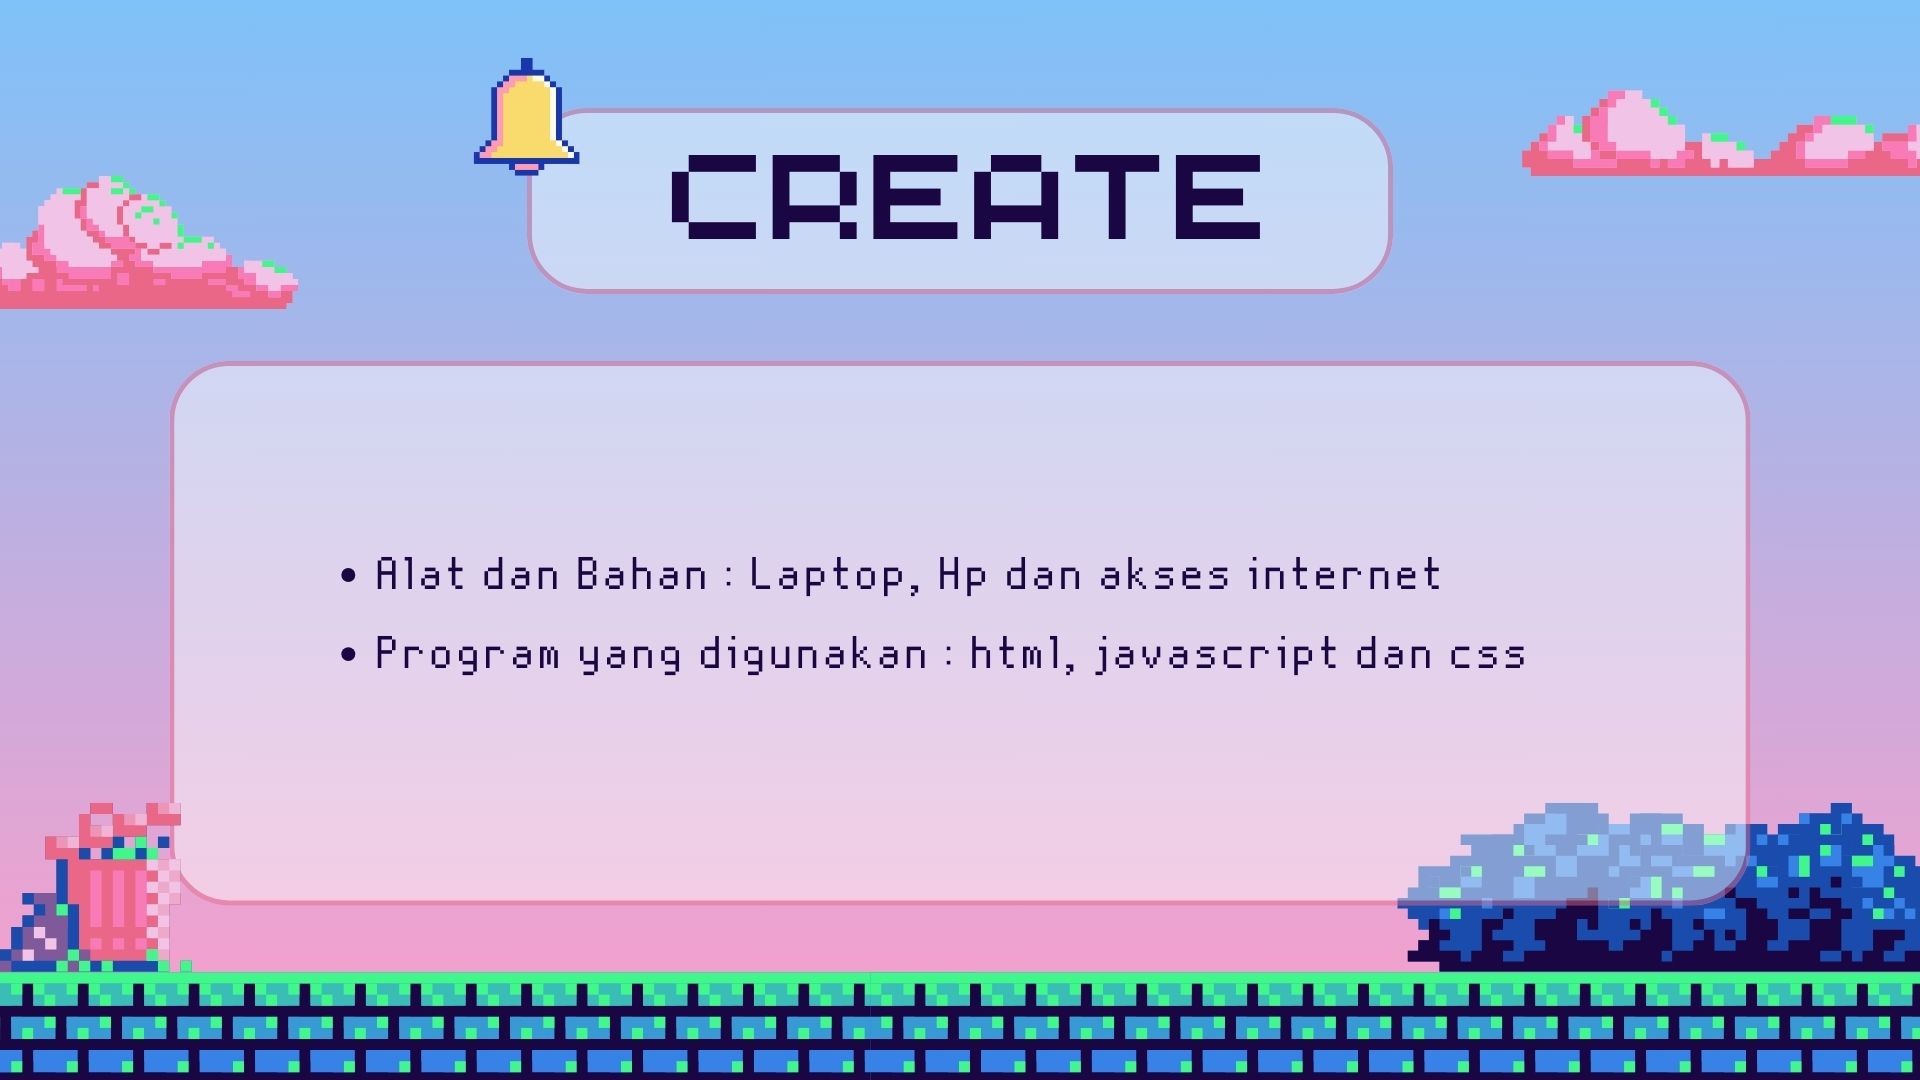 CREATE
• Alat dan Bahan : Laptop, Hp dan akses internet
• Program yang digunakan : html, javascript dan css